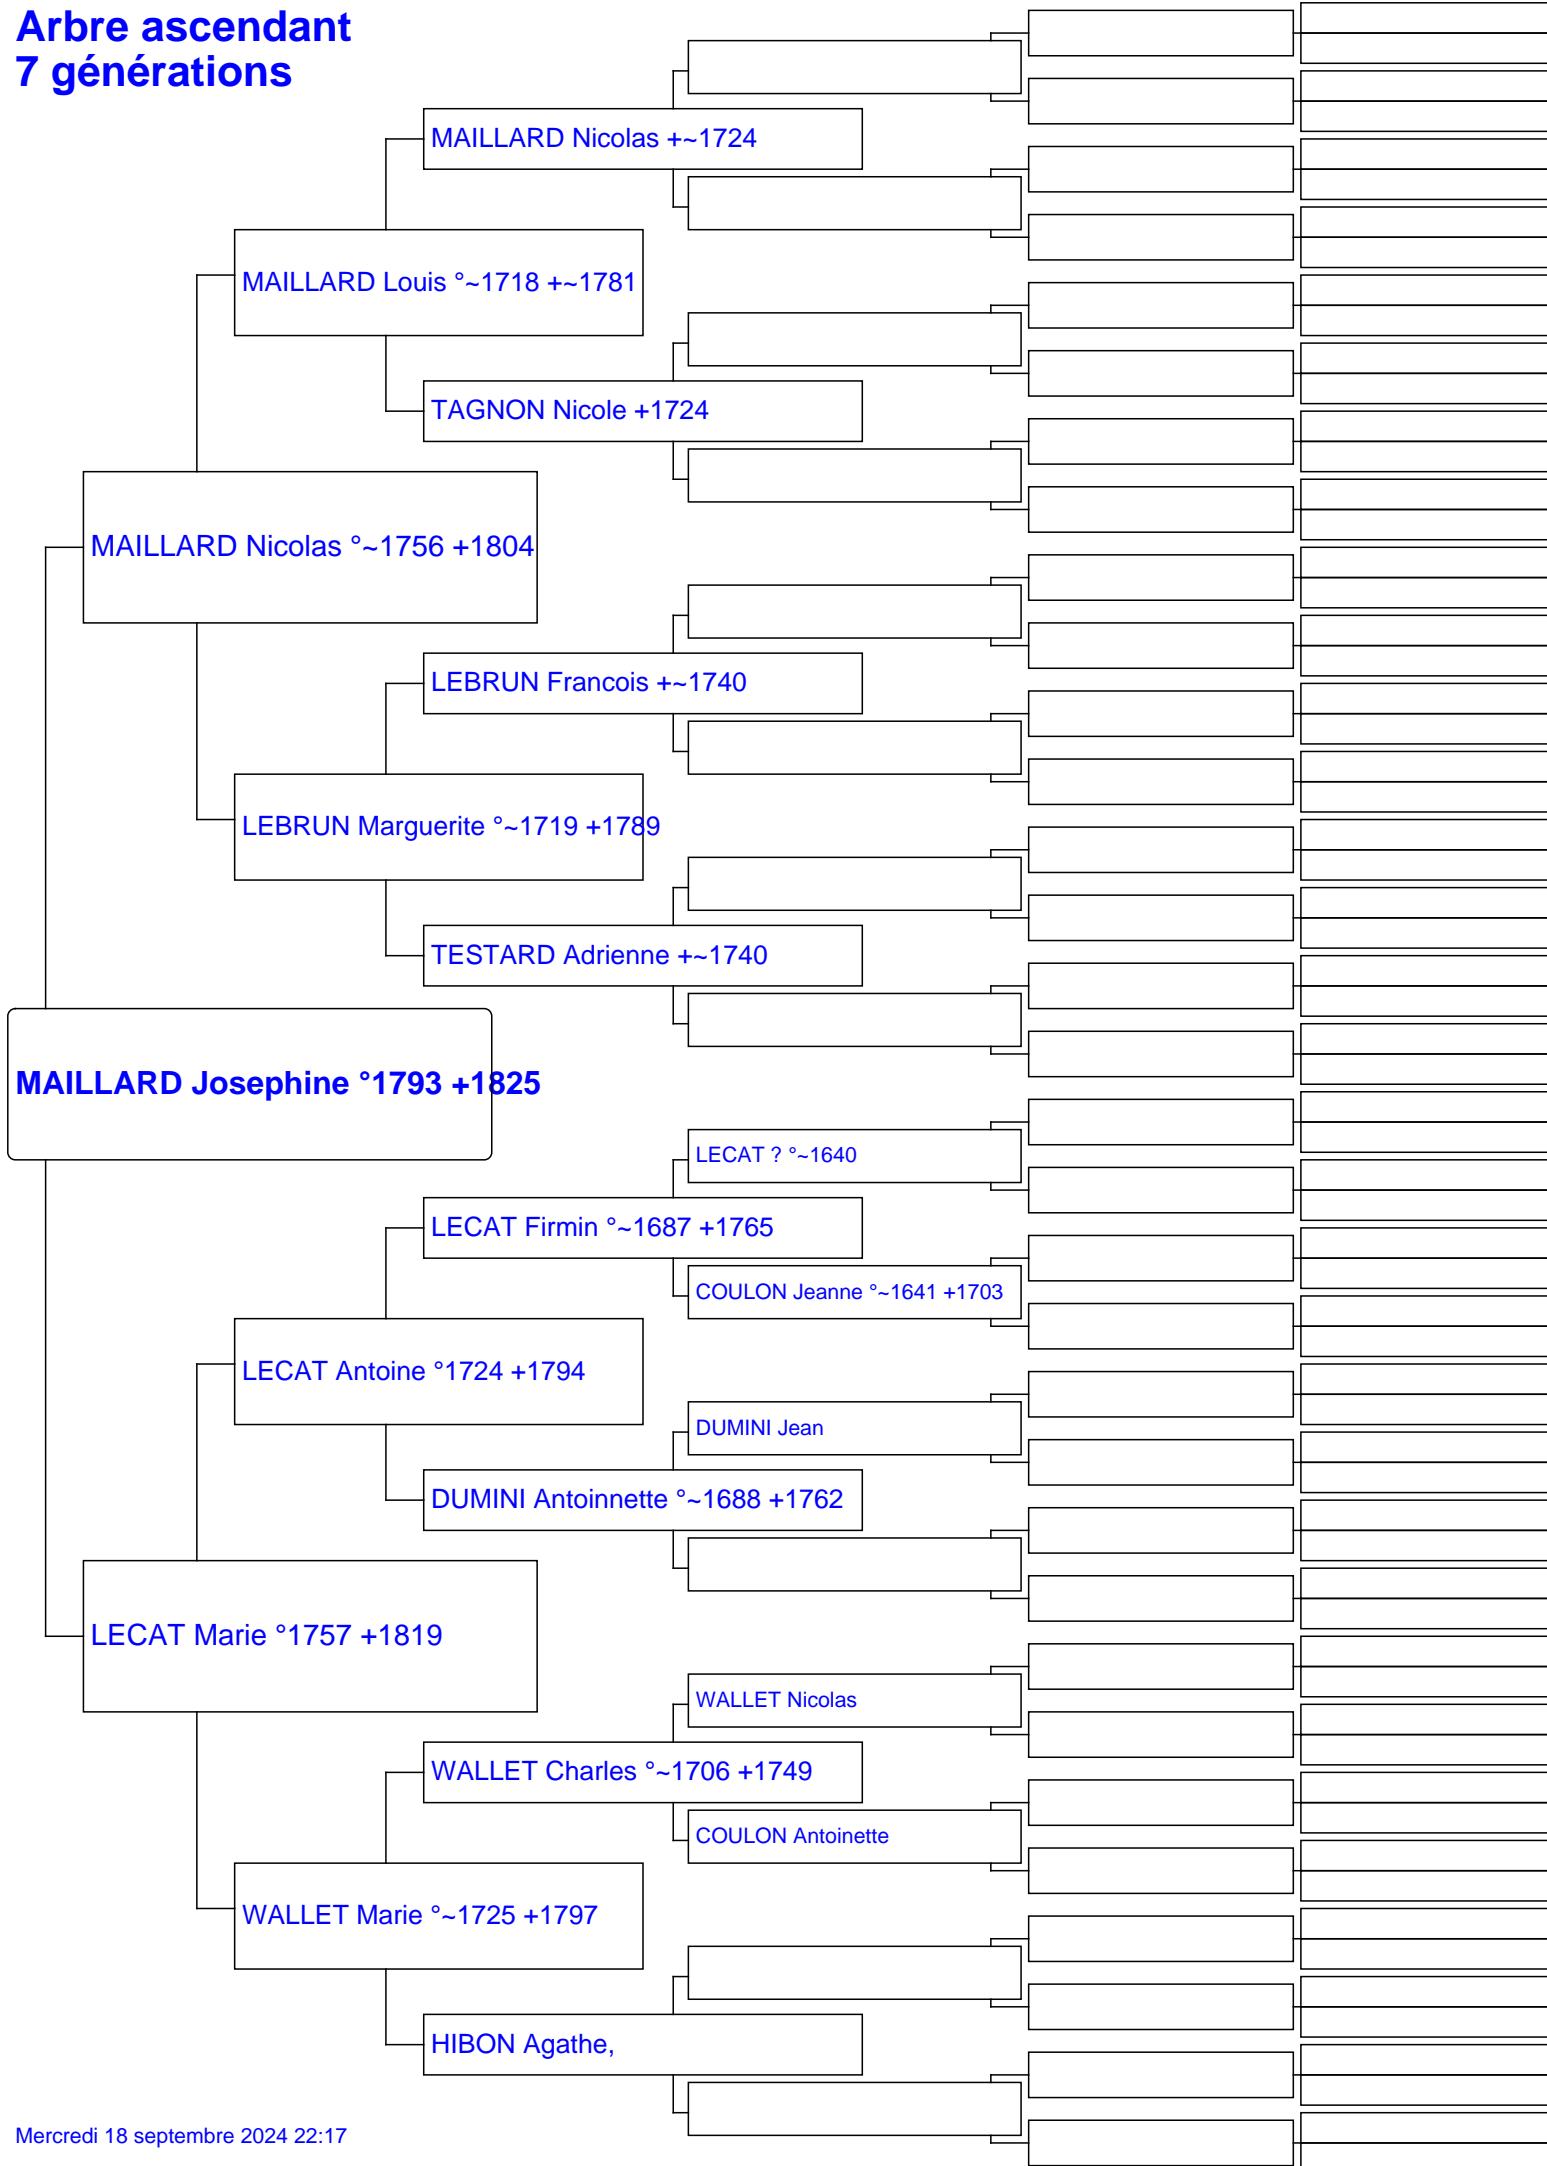 Arbre ascendant
7 générations
MAILLARD Nicolas +~1724
MAILLARD Louis °~1718 +~1781
TAGNON Nicole +1724
MAILLARD Nicolas °~1756 +1804
LEBRUN Francois +~1740
LEBRUN Marguerite °~1719 +1789
TESTARD Adrienne +~1740
MAILLARD Josephine °1793 +1825
LECAT ? °~1640
LECAT Firmin °~1687 +1765
COULON Jeanne °~1641 +1703
LECAT Antoine °1724 +1794
DUMINI Jean
DUMINI Antoinnette °~1688 +1762
LECAT Marie °1757 +1819
WALLET Nicolas
WALLET Charles °~1706 +1749
COULON Antoinette
WALLET Marie °~1725 +1797
HIBON Agathe,
Mercredi 18 septembre 2024 22:17